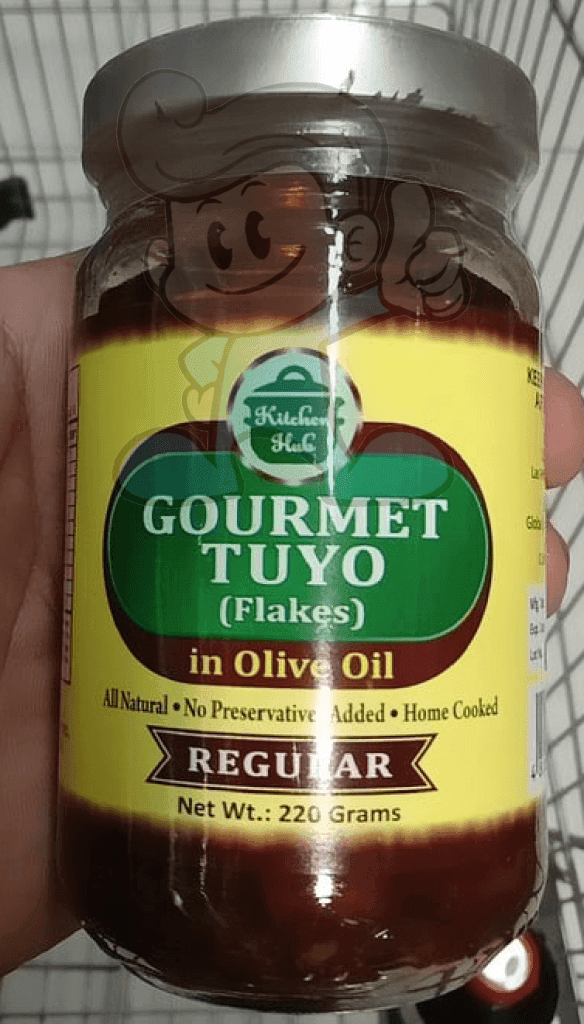 Kitchen
Hub
GOURMET
TUYO
(Flakes)
in Olive Oil
All Natural • No Preservative Added • Home Cooked
REGULAR
Net Wt.: 220 Grams